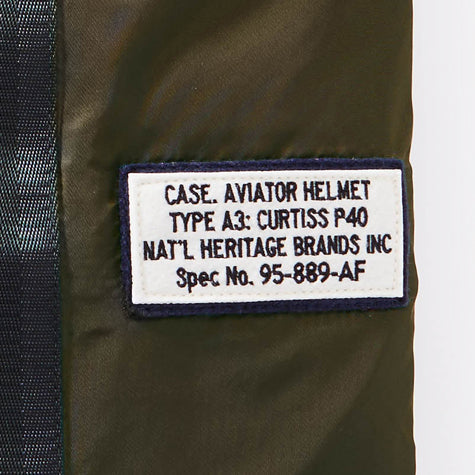 CASE. AVIATOR HELMET
TYPE A3: CURTISS P40
NAT'L HERITAGE BRANDS INC
Spec No. 95-889-AF